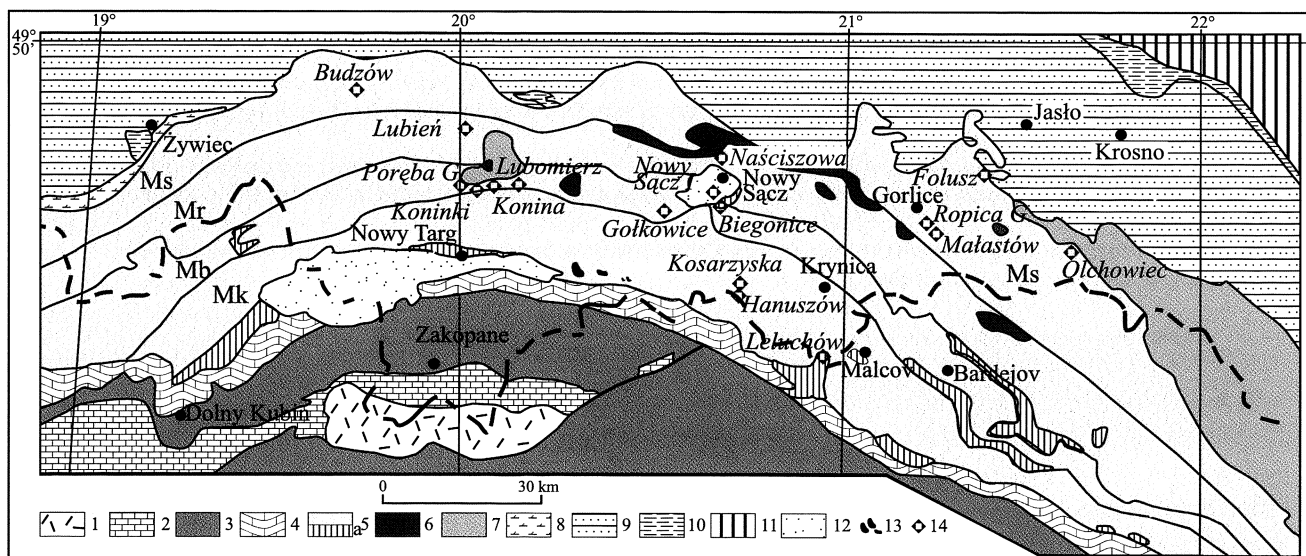 19° 20° 21° 22°
49°
50'
Budzów
Jasło
Lubień
Krosno
Żywiec
Naściszowa
Nowy
Sącz I
Nowy
Sącz
Lubomierz
Poręba G.
Folusz
Ms
Gorlice
Konina
Koninki
Ropica G.
Mr
Gołkowice
Biegonice
Małastów
Nowy Targ
Ms
Olchowiec
Mb
Kosarzyska
Krynica
Mk
Hanuszów
Zakopane
Leluchów
Malcov
Bardejov
Dolny Kubin
0 30 km
1 2 3 4 a 5 6 7 8 9 10 11 12 13 14